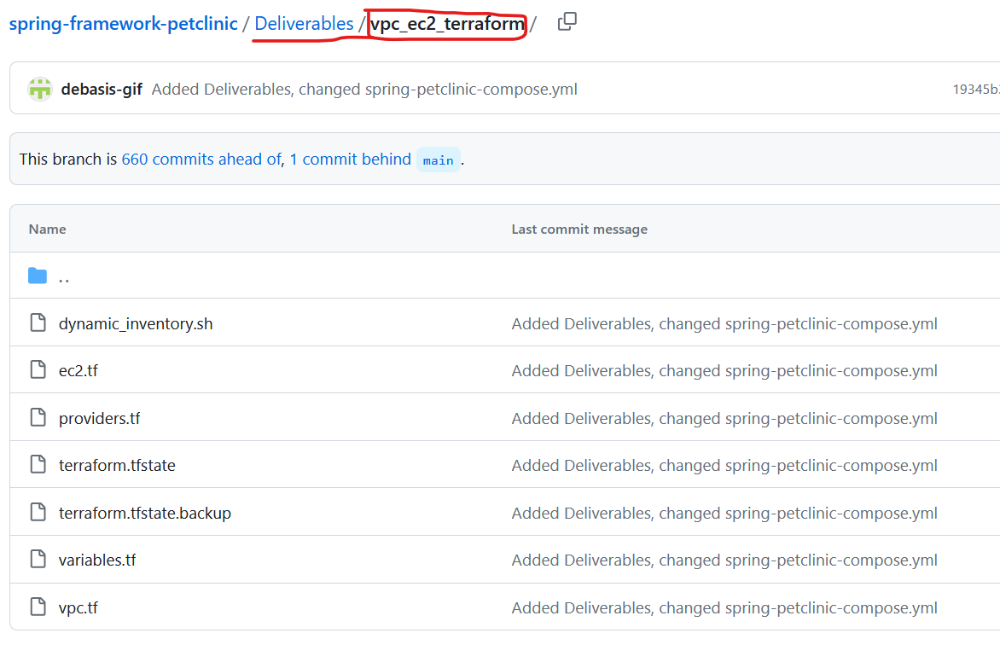 spring-framework-petclinic / Deliverables / vpc_ec2_terraform /
debasis-gif Added Deliverables, changed spring-petclinic-compose.yml
This branch is 660 commits ahead of, 1 commit behind main .
Name Last commit message
..
dynamic_inventory.sh Added Deliverables, changed spring-petclinic-compose.yml
ec2.tf Added Deliverables, changed spring-petclinic-compose.yml
providers.tf Added Deliverables, changed spring-petclinic-compose.yml
terraform.tfstate Added Deliverables, changed spring-petclinic-compose.yml
terraform.tfstate.backup Added Deliverables, changed spring-petclinic-compose.yml
variables.tf Added Deliverables, changed spring-petclinic-compose.yml
vpc.tf Added Deliverables, changed spring-petclinic-compose.yml